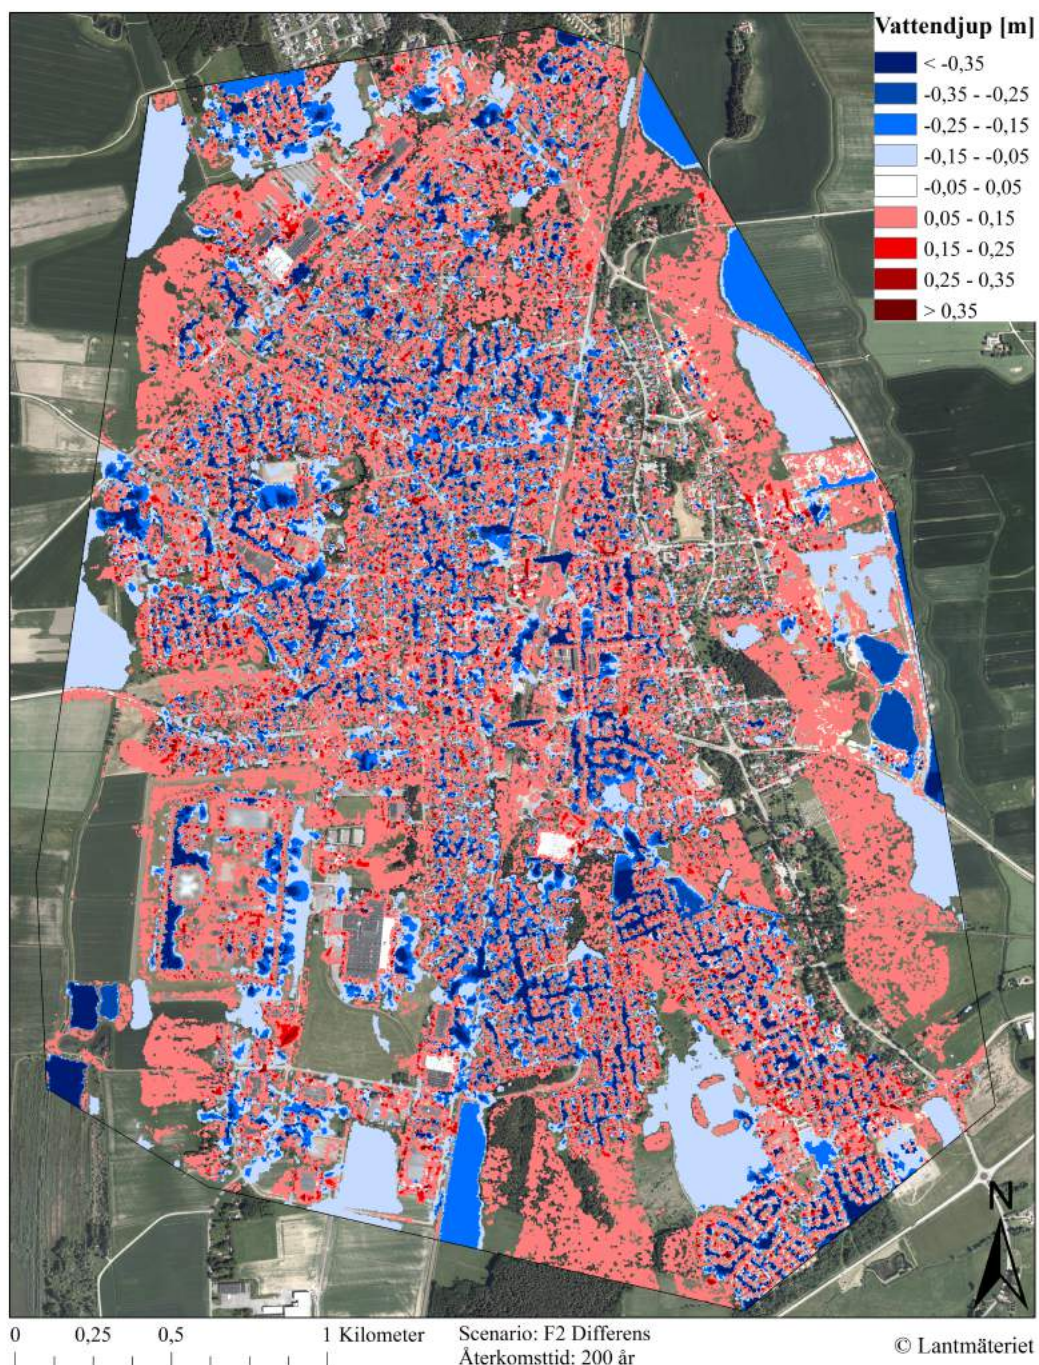 Vattendjup [m]
< -0,35
-0,35 - -0,25
-0,25 - -0,15
-0,15 - -0,05
-0,05 - 0,05
0,05 - 0,15
0,15 - 0,25
0,25 - 0,35
> 0,35
N
0 0,25 0,5 1 Kilometer
Scenario: F2 Differens
Återkomsttid: 200 år
© Lantmäteriet